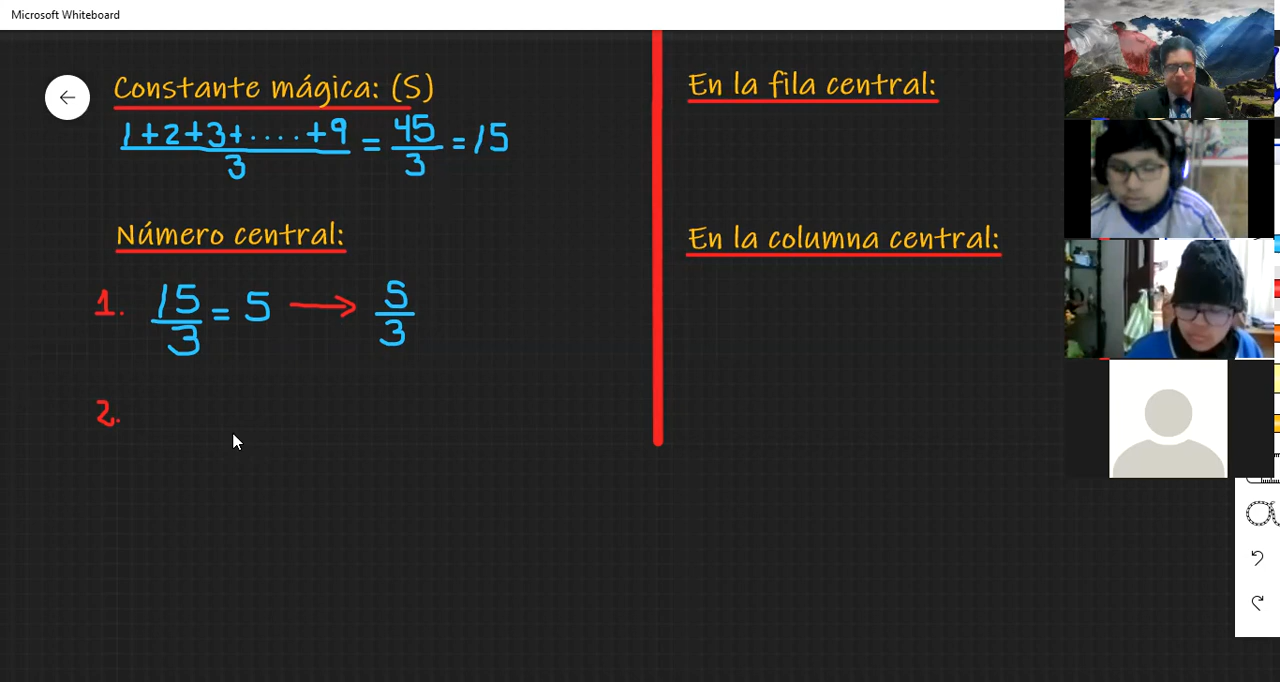 Microsoft Whiteboard
Constante mágica: (S)
1+2+3+.....+9 / 3 = 45 / 3 = 15
Número central:
1. 15 / 3 = 5 → 5 / 3
2.
En la fila central:
En la columna central: